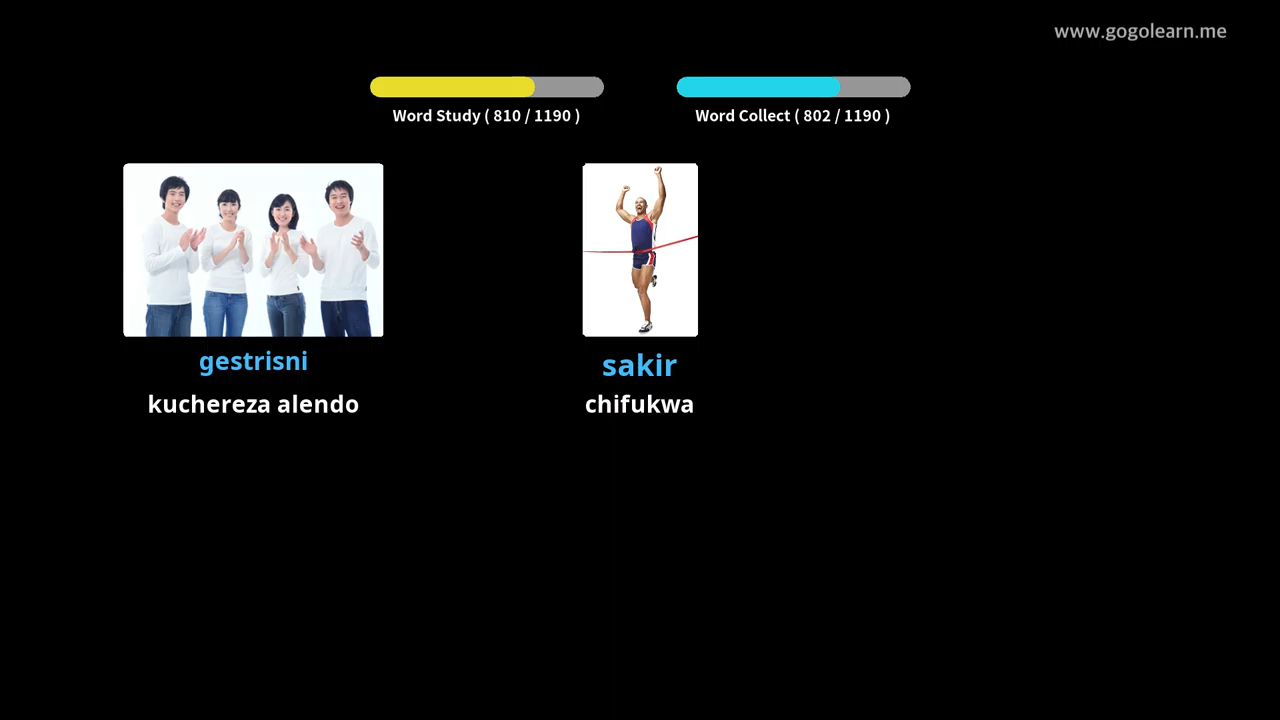 www.gogolearn.me
Word Study ( 810 / 1190 )
Word Collect ( 802 / 1190 )
gestrisni
sakir
kuchereza alendo
chifukwa